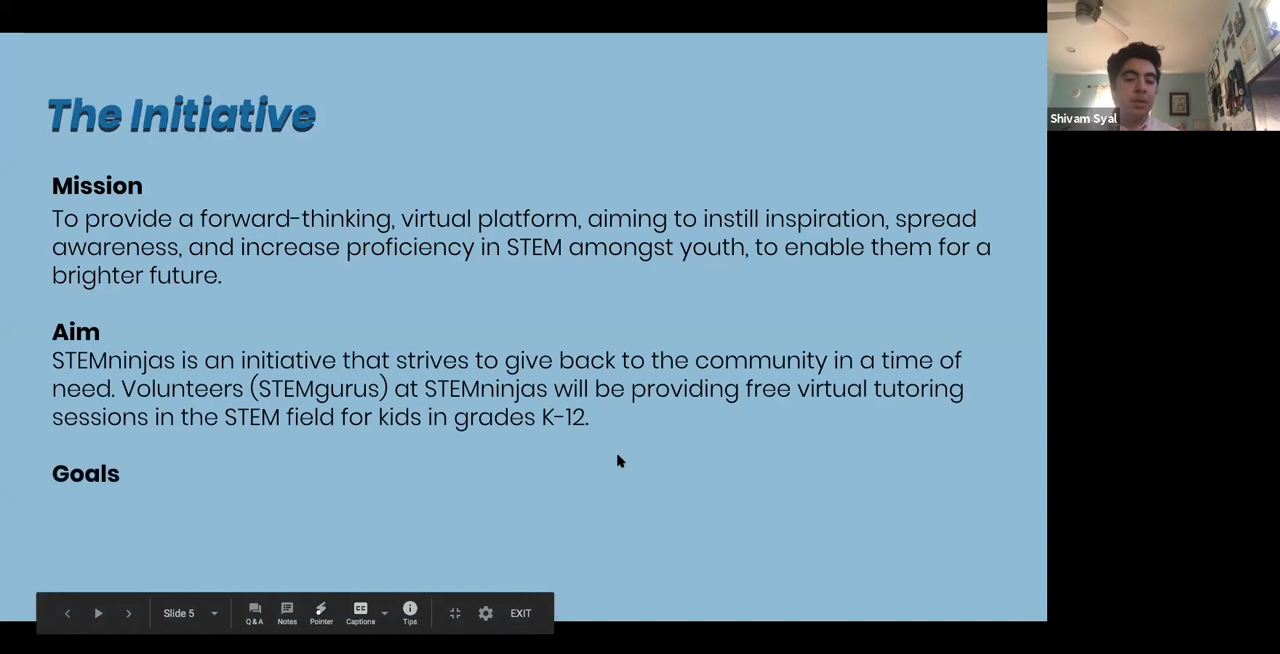 The Initiative
Mission
To provide a forward-thinking, virtual platform, aiming to instill inspiration, spread
awareness, and increase proficiency in STEM amongst youth, to enable them for a
brighter future.
Aim
STEMninjas is an initiative that strives to give back to the community in a time of
need. Volunteers (STEMgurus) at STEMninjas will be providing free virtual tutoring
sessions in the STEM field for kids in grades K-12.
Goals
Shivam Syal
Slide 5
CC
Q & A Notes Pointer Captions Tips
EXIT